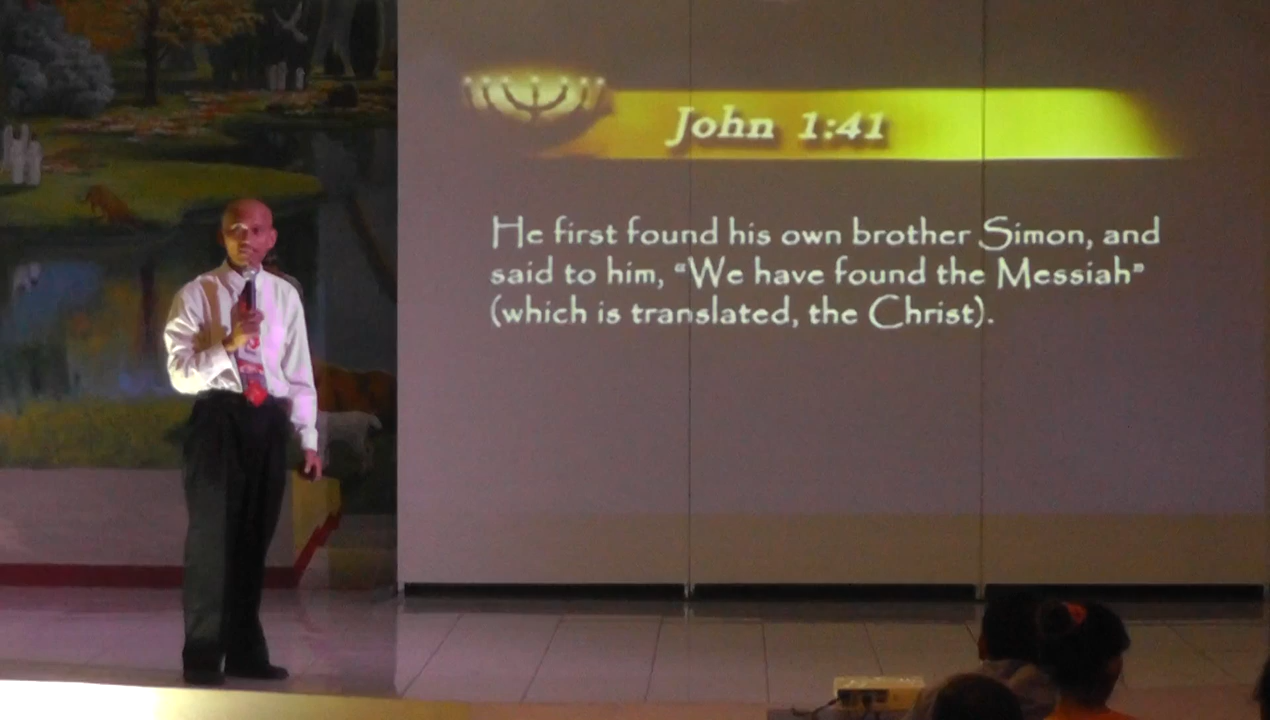 John 1:41
He first found his own brother Simon, and
said to him, “We have found the Messiah”
(which is translated, the Christ).